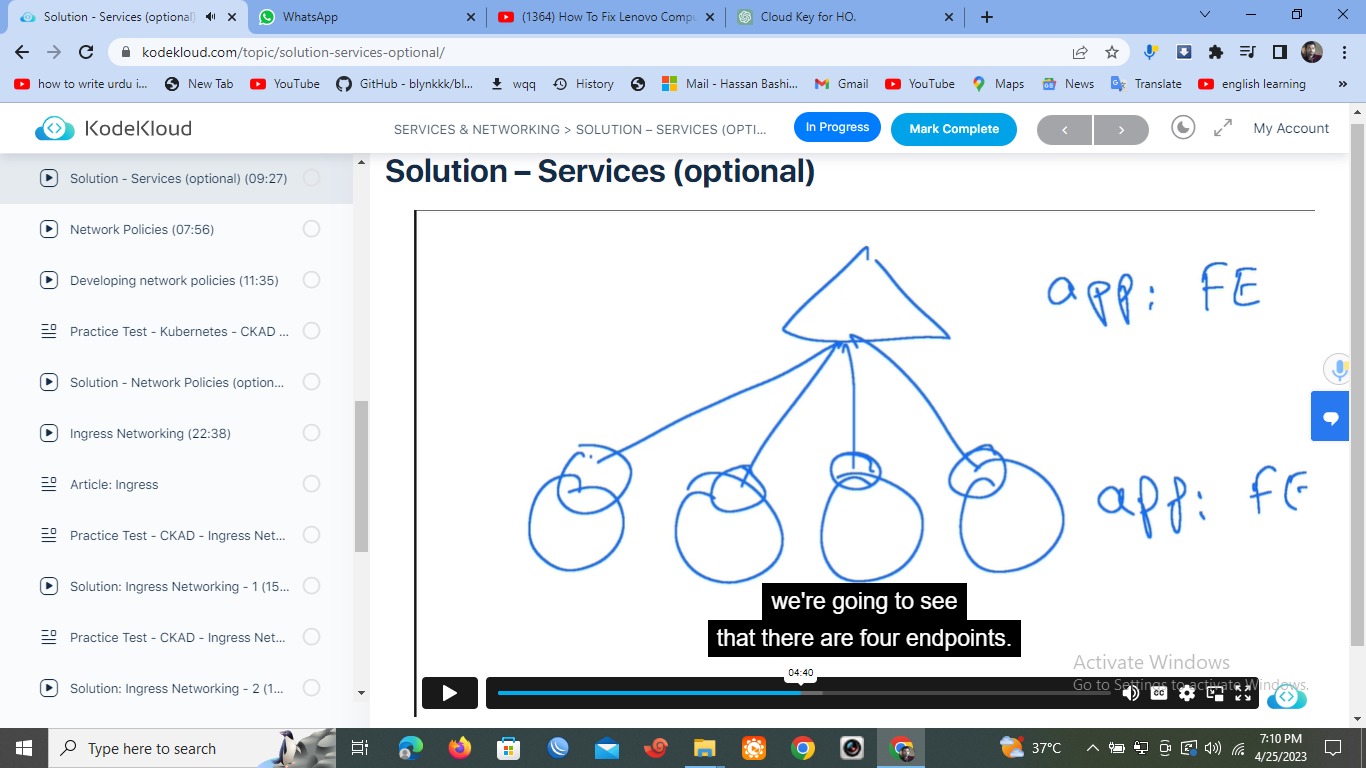 Solution - Services (optional)
WhatsApp
(1364) How To Fix Lenovo Compu
Cloud Key for HO.
kodekloud.com/topic/solution-services-optional/
how to write urdu i...
New Tab
YouTube
GitHub - blynkkk/bl...
wqq
History
Mail - Hassan Bashi...
Gmail
YouTube
Maps
News
Translate
english learning
KodeKloud
SERVICES & NETWORKING > SOLUTION – SERVICES (OPTI...
In Progress
Mark Complete
My Account
Solution - Services (optional) (09:27)
Network Policies (07:56)
Developing network policies (11:35)
Practice Test - Kubernetes - CKAD ...
Solution - Network Policies (option...
Ingress Networking (22:38)
Article: Ingress
Practice Test - CKAD - Ingress Net...
Solution: Ingress Networking - 1 (15...
Practice Test - CKAD - Ingress Net...
Solution: Ingress Networking - 2 (1...
Solution – Services (optional)
app: FE
app: FE
we're going to see
that there are four endpoints.
04:40
CC
Activate Windows
Go to Settings to activate Windows.
Type here to search
37°C
7:10 PM
4/25/2023